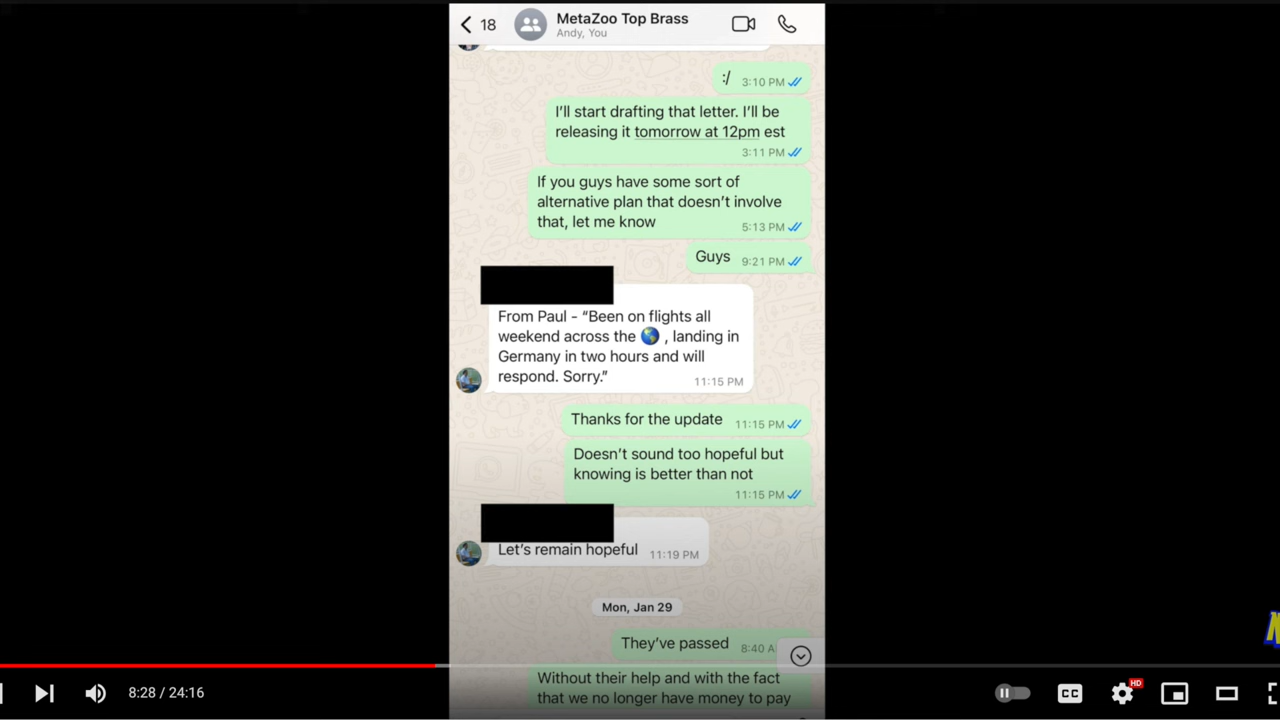 18
MetaZoo Top Brass
Andy, You
:/ 3:10 PM
I'll start drafting that letter. I'll be
releasing it tomorrow at 12pm est
3:11 PM
If you guys have some sort of
alternative plan that doesn't involve
that, let me know 5:13 PM
Guys 9:21 PM
From Paul - “Been on flights all
weekend across the 🌎 , landing in
Germany in two hours and will
respond. Sorry.” 11:15 PM
Thanks for the update 11:15 PM
Doesn't sound too hopeful but
knowing is better than not
11:15 PM
Let's remain hopeful 11:19 PM
Mon, Jan 29
They've passed 8:40 A
Without their help and with the fact
that we no longer have money to pay
8:28 / 24:16
CC
HD